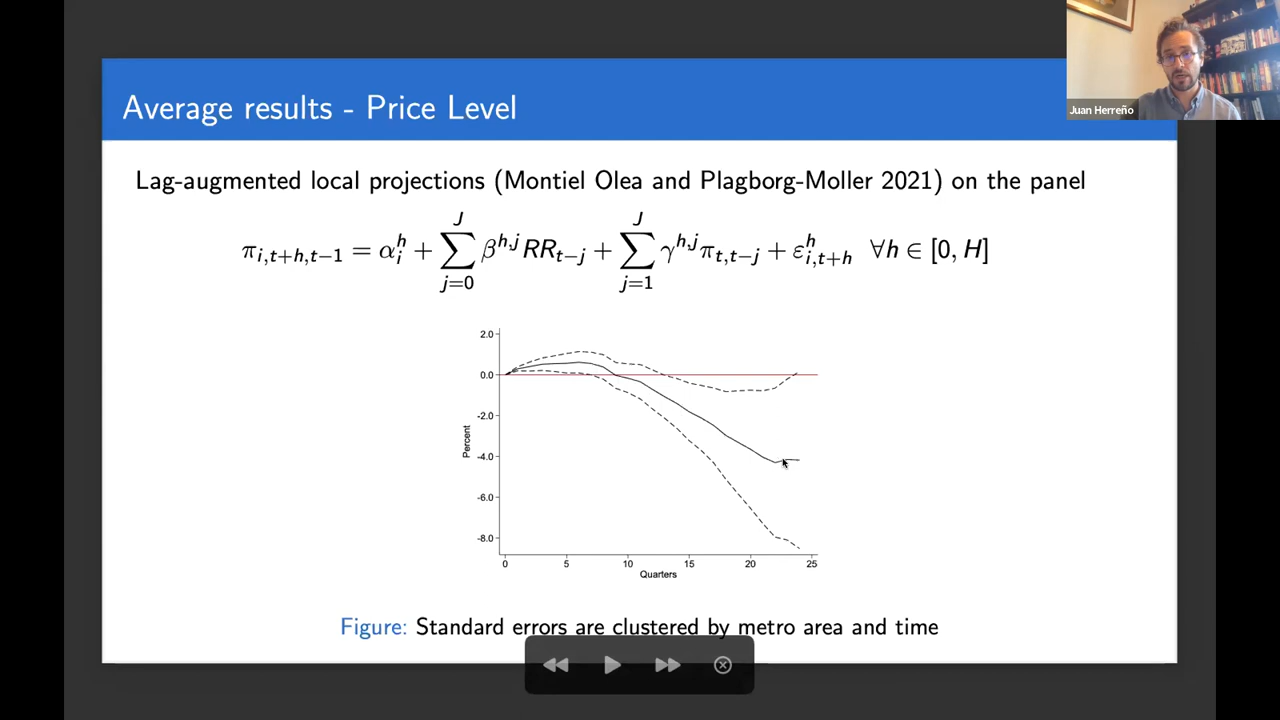 Average results - Price Level
Juan Herreño
Lag-augmented local projections (Montiel Olea and Plagborg-Moller 2021) on the panel
π_{i,t+h,t−1} = α_i^h + ∑_{j=0}^{J} β^{h,j} RR_{t−j} + ∑_{j=1}^{J} γ^{h,j} π_{t,t−j} + ε_{i,t+h}^h ∀h ∈ [0, H]
2.0
0.0
-2.0
-4.0
-6.0
-8.0
Percent
0 5 10 15 20 25
Quarters
Figure: Standard errors are clustered by metro area and time